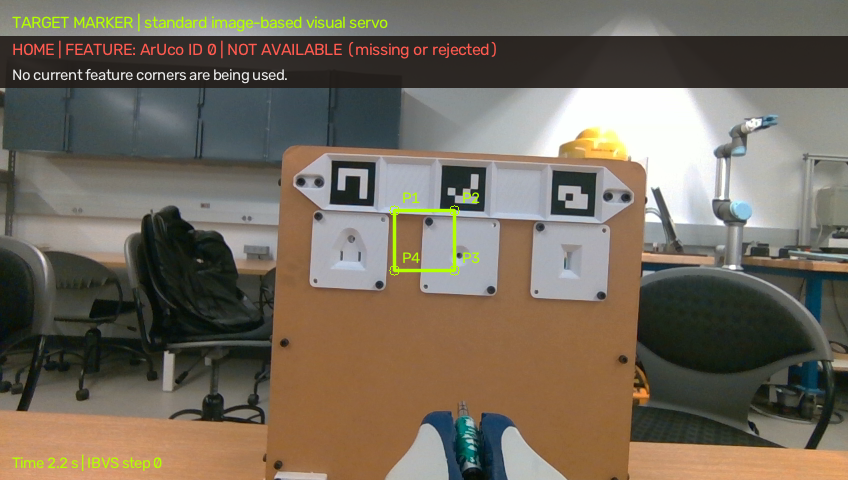 TARGET MARKER | standard image-based visual servo
HOME | FEATURE: ArUco ID 0 | NOT AVAILABLE (missing or rejected)
No current feature corners are being used.
P1 P2
P4 P3
Time 2.2 s | IBVS step 0